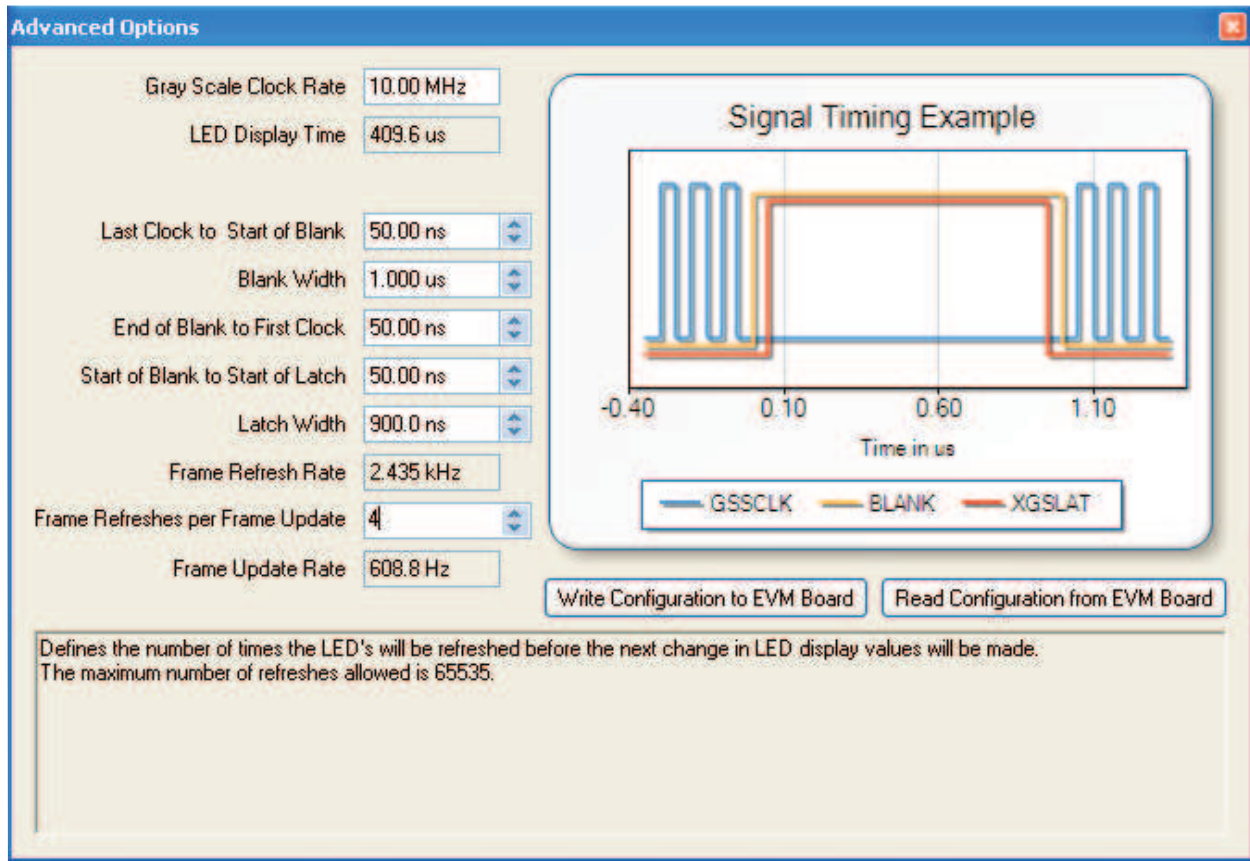 Advanced Options
Gray Scale Clock Rate 10.00 MHz
LED Display Time 409.6 us
Last Clock to Start of Blank 50.00 ns
Blank Width 1.000 us
End of Blank to First Clock 50.00 ns
Start of Blank to Start of Latch 50.00 ns
Latch Width 900.0 ns
Frame Refresh Rate 2.435 kHz
Frame Refreshes per Frame Update 4
Frame Update Rate 608.8 Hz
Signal Timing Example
-0.40 0.10 0.60 1.10
Time in us
GSSCLK BLANK XGSLAT
Write Configuration to EVM Board Read Configuration from EVM Board
Defines the number of times the LED's will be refreshed before the next change in LED display values will be made.
The maximum number of refreshes allowed is 65535.